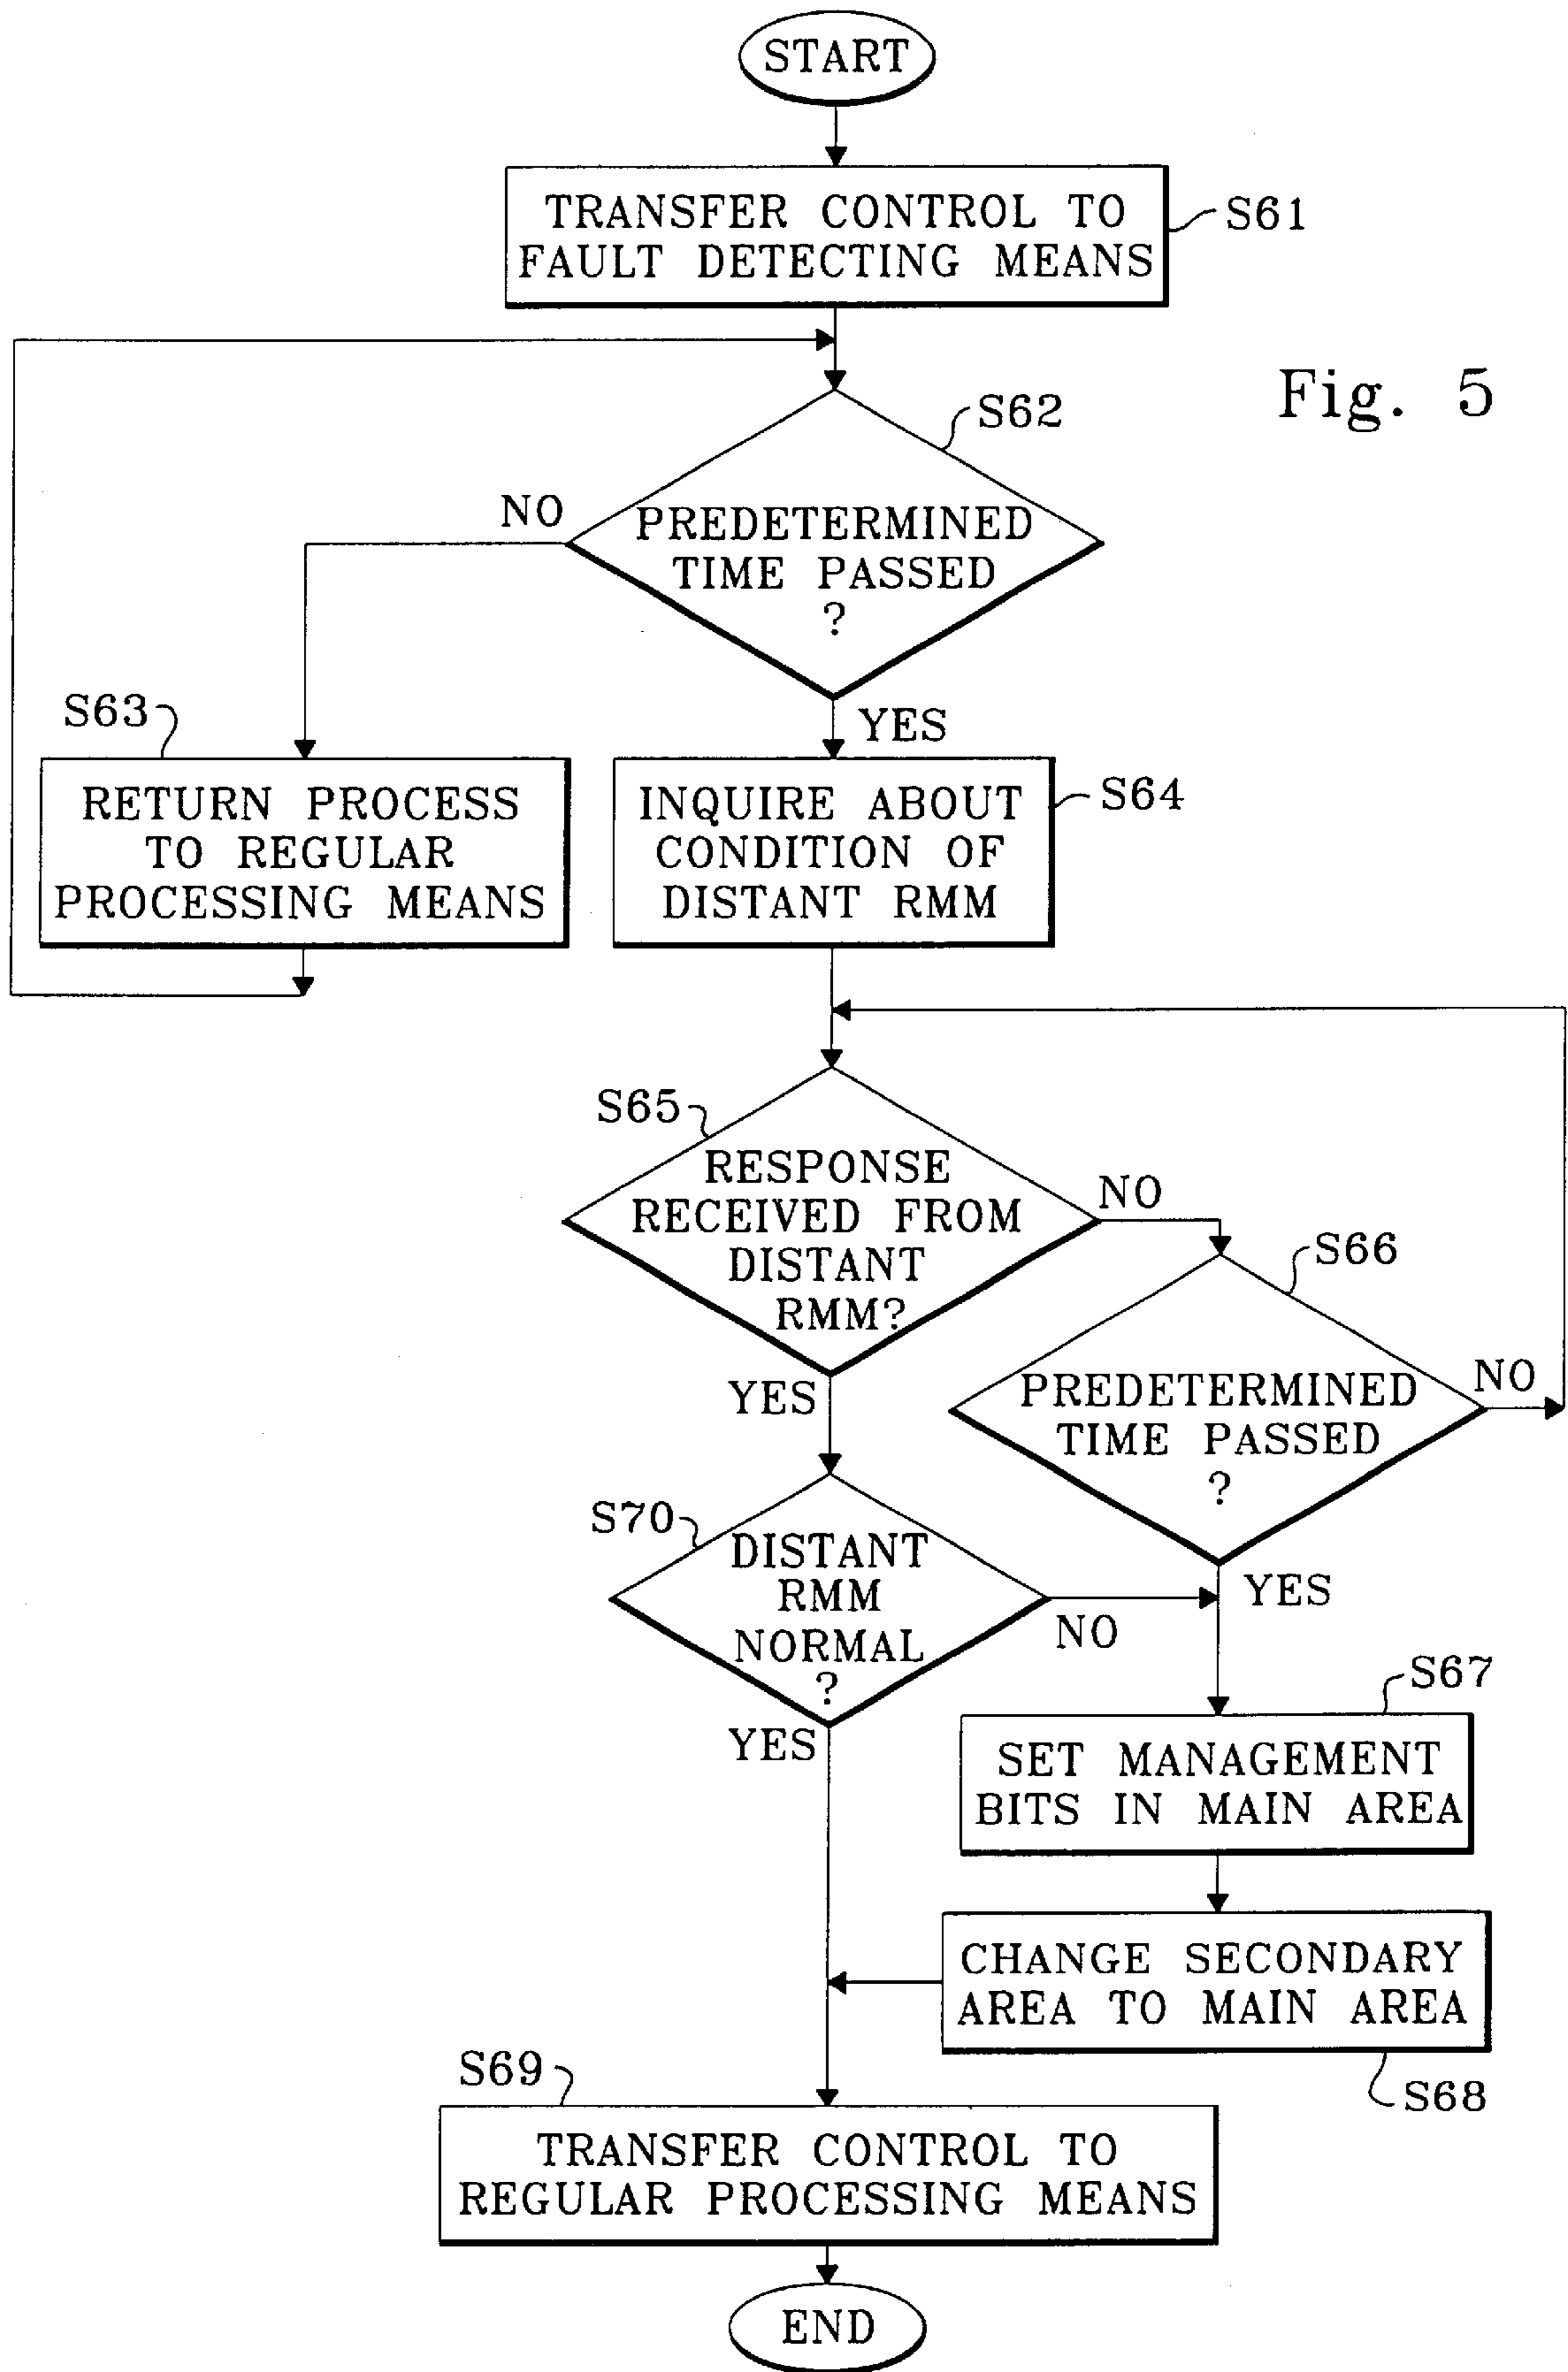 START
TRANSFER CONTROL TO
FAULT DETECTING MEANS
S61
Fig. 5
S62
NO
PREDETERMINED
TIME PASSED
?
YES
S63
RETURN PROCESS
TO REGULAR
PROCESSING MEANS
INQUIRE ABOUT
CONDITION OF
DISTANT RMM
S64
S65
RESPONSE
RECEIVED FROM
DISTANT
RMM?
NO
YES
S66
PREDETERMINED
TIME PASSED
?
NO
YES
S70
DISTANT
RMM
NORMAL
?
NO
YES
S67
SET MANAGEMENT
BITS IN MAIN AREA
CHANGE SECONDARY
AREA TO MAIN AREA
S68
S69
TRANSFER CONTROL TO
REGULAR PROCESSING MEANS
END